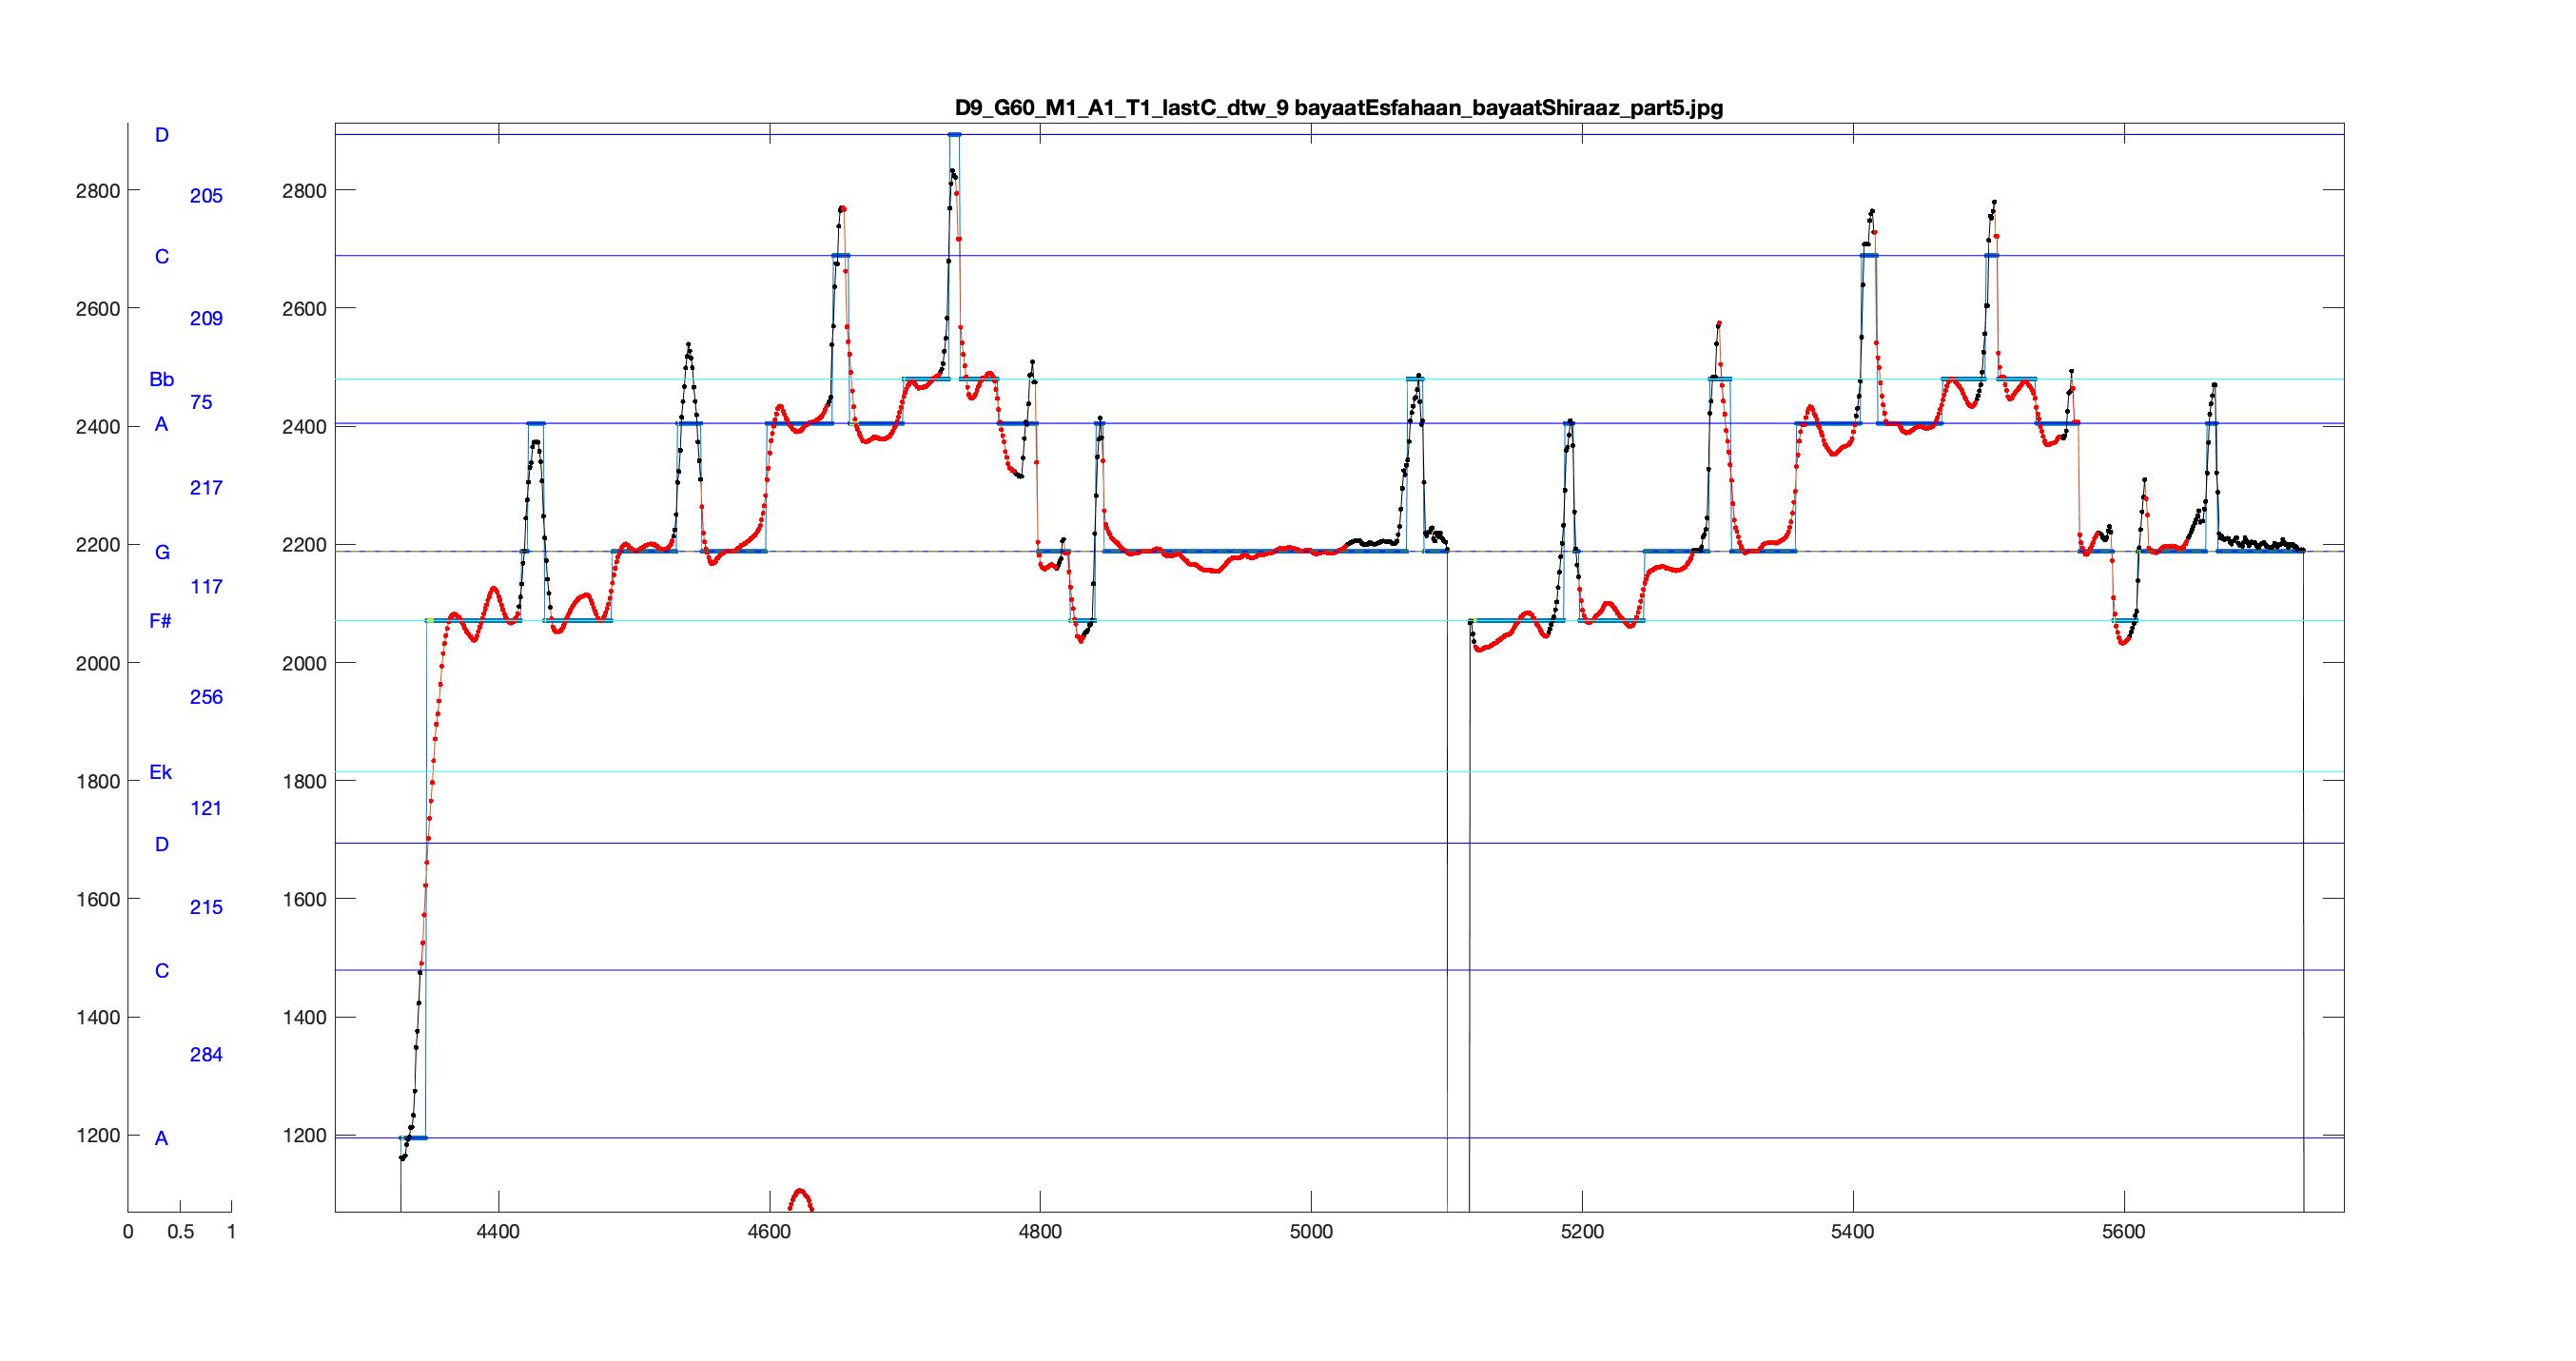 D9_G60_M1_A1_T1_lastC_dtw_9 bayaatEsfahaan_bayaatShiraaz_part5.jpg
D
2800 205 2800
C
2600 209 2600
Bb
75
2400 A 2400
217
2200 G 2200
117
F#
2000 2000
256
Ek
1800 1800
121
D
1600 215 1600
C
1400 284 1400
1200 A 1200
0 0.5 1 4400 4600 4800 5000 5200 5400 5600